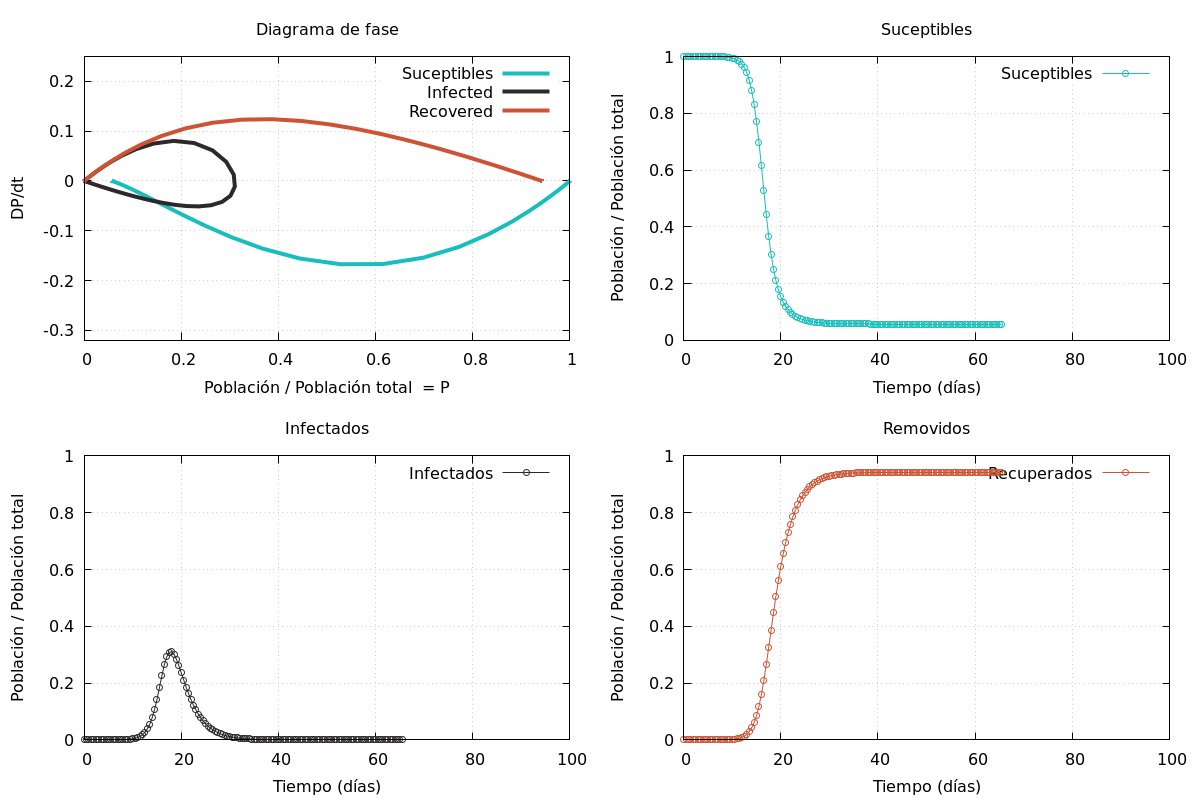 Diagrama de fase
Suceptibles
Infected
Recovered
0.2
0.1
0
-0.1
-0.2
-0.3
DP/dt
0 0.2 0.4 0.6 0.8 1
Población / Población total = P
Suceptibles
Suceptibles
1
0.8
0.6
0.4
0.2
0
Población / Población total
0 20 40 60 80 100
Tiempo (días)
Infectados
Infectados
1
0.8
0.6
0.4
0.2
0
Población / Población total
0 20 40 60 80 100
Tiempo (días)
Removidos
Recuperados
1
0.8
0.6
0.4
0.2
0
Población / Población total
0 20 40 60 80 100
Tiempo (días)